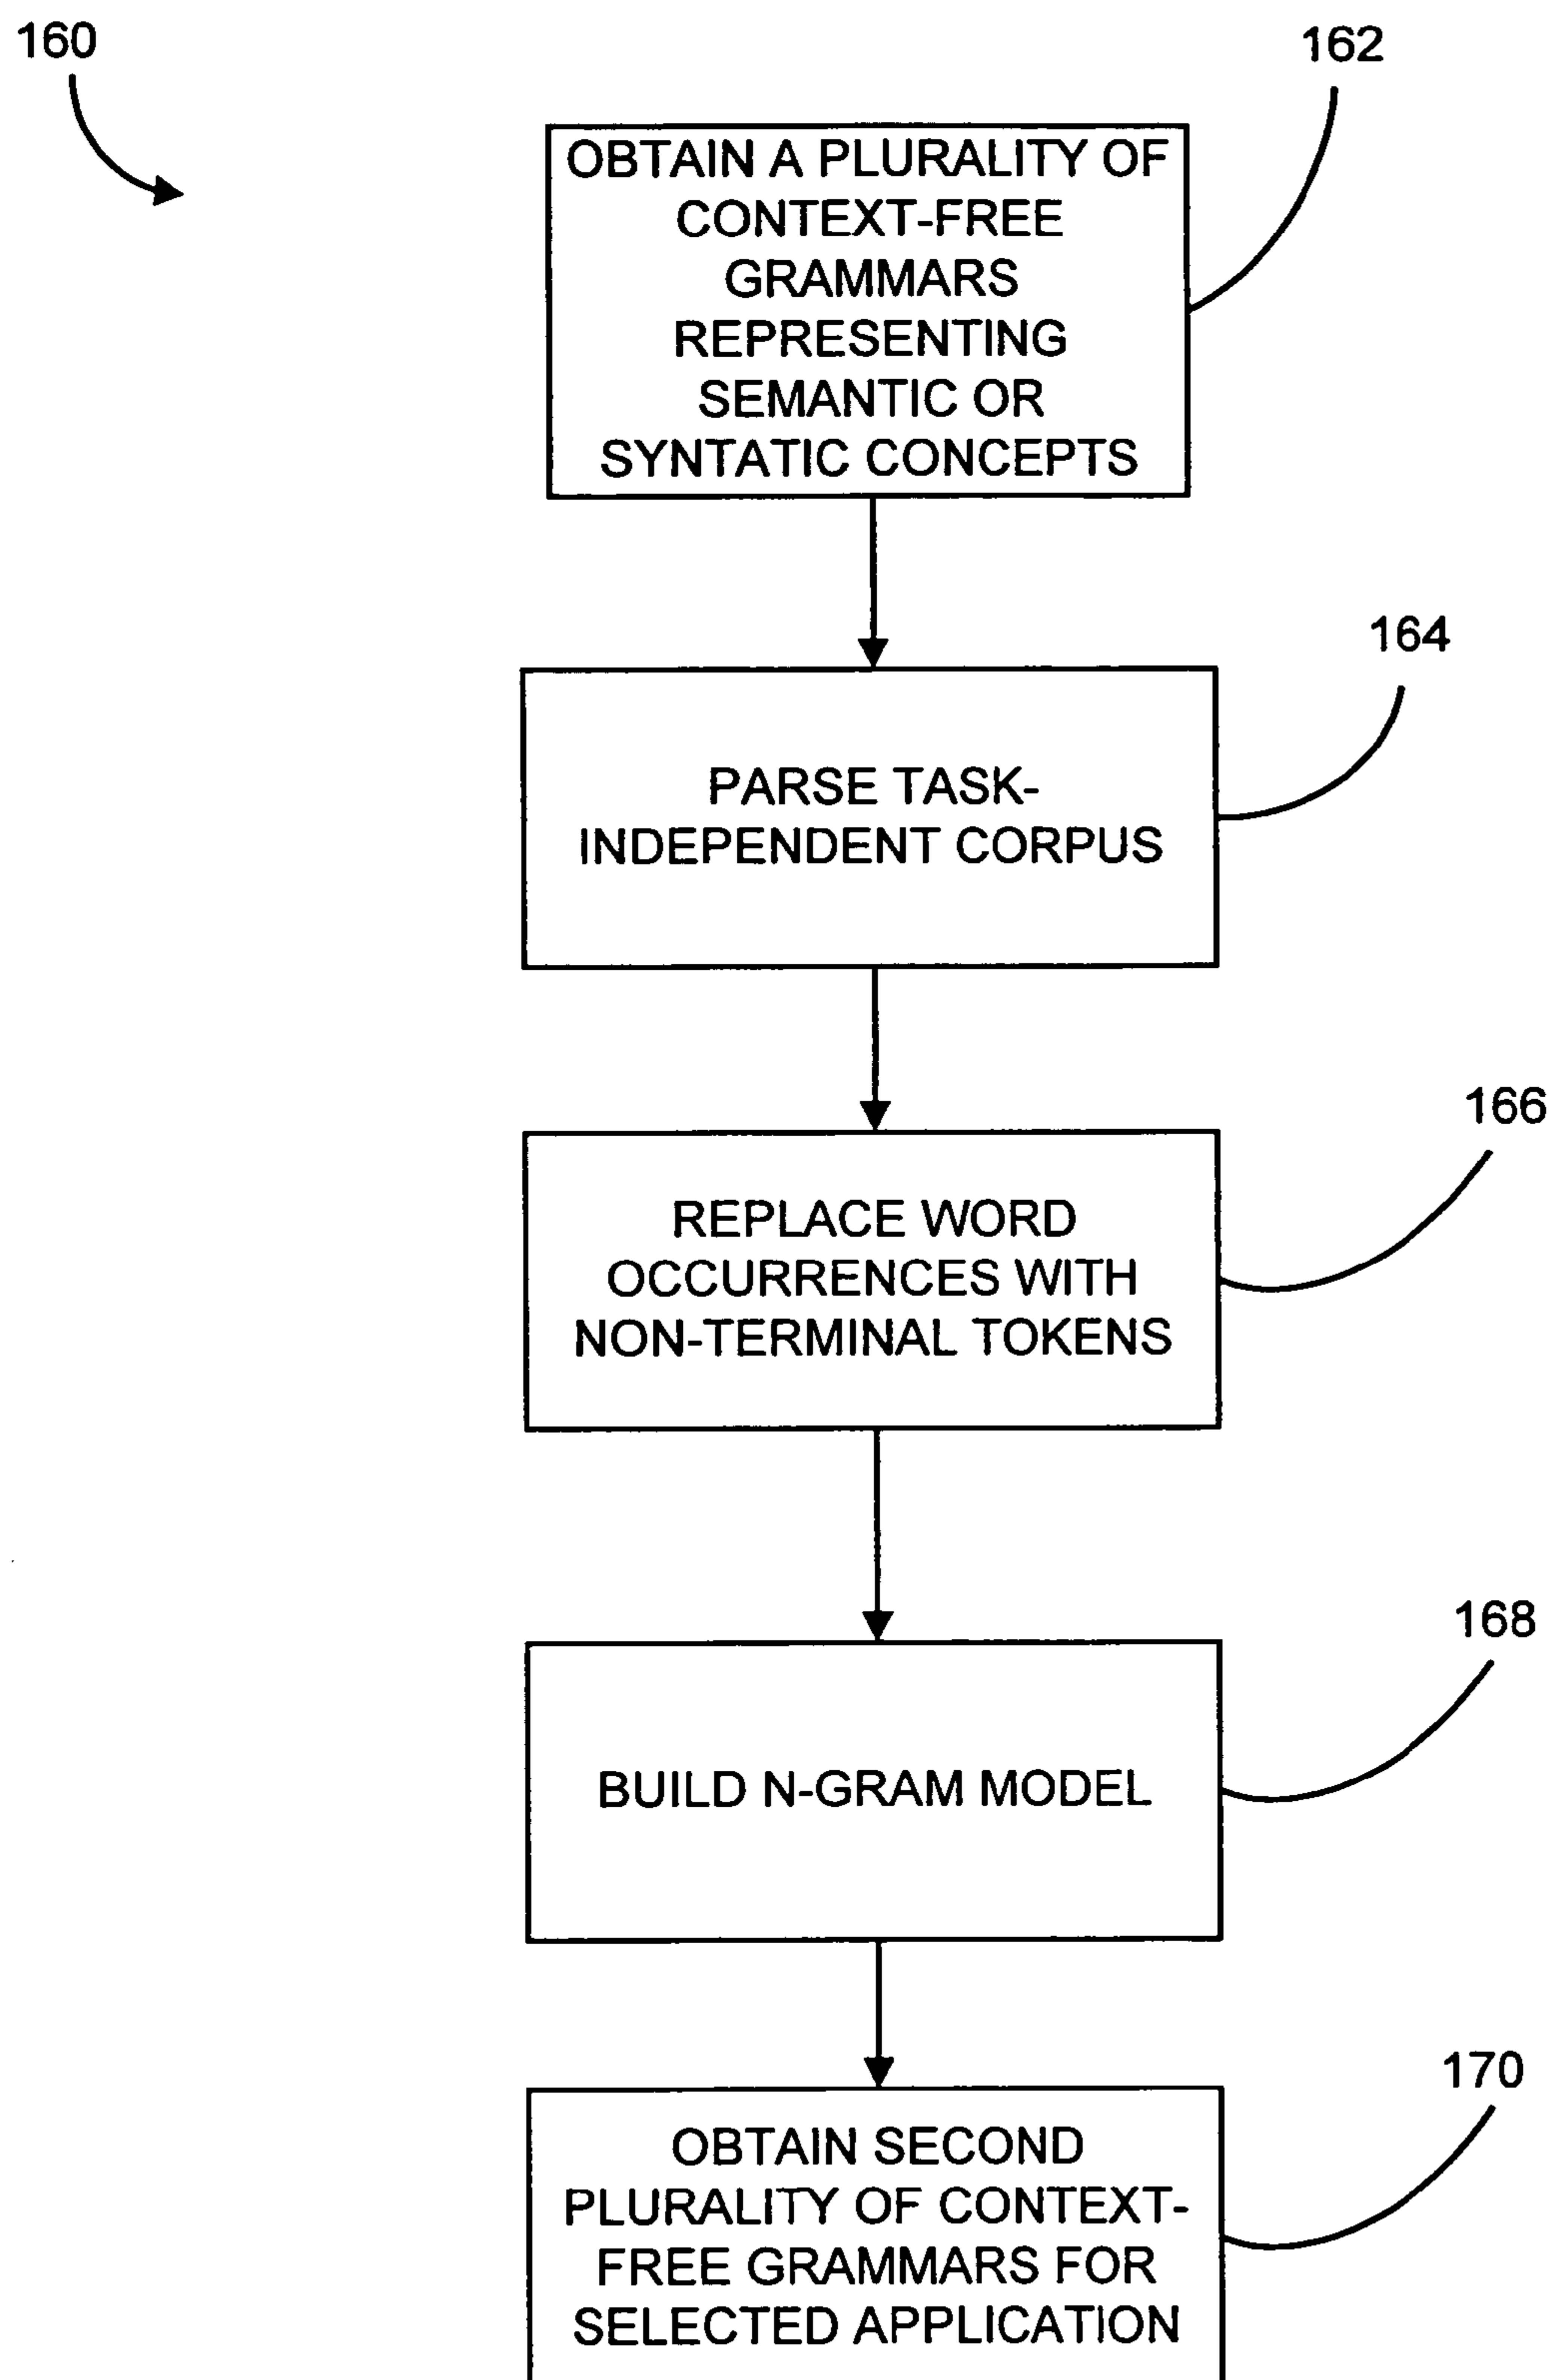 160
162
OBTAIN A PLURALITY OF
CONTEXT-FREE
GRAMMARS
REPRESENTING
SEMANTIC OR
SYNTATIC CONCEPTS
164
PARSE TASK-
INDEPENDENT CORPUS
166
REPLACE WORD
OCCURRENCES WITH
NON-TERMINAL TOKENS
168
BUILD N-GRAM MODEL
170
OBTAIN SECOND
PLURALITY OF CONTEXT-
FREE GRAMMARS FOR
SELECTED APPLICATION